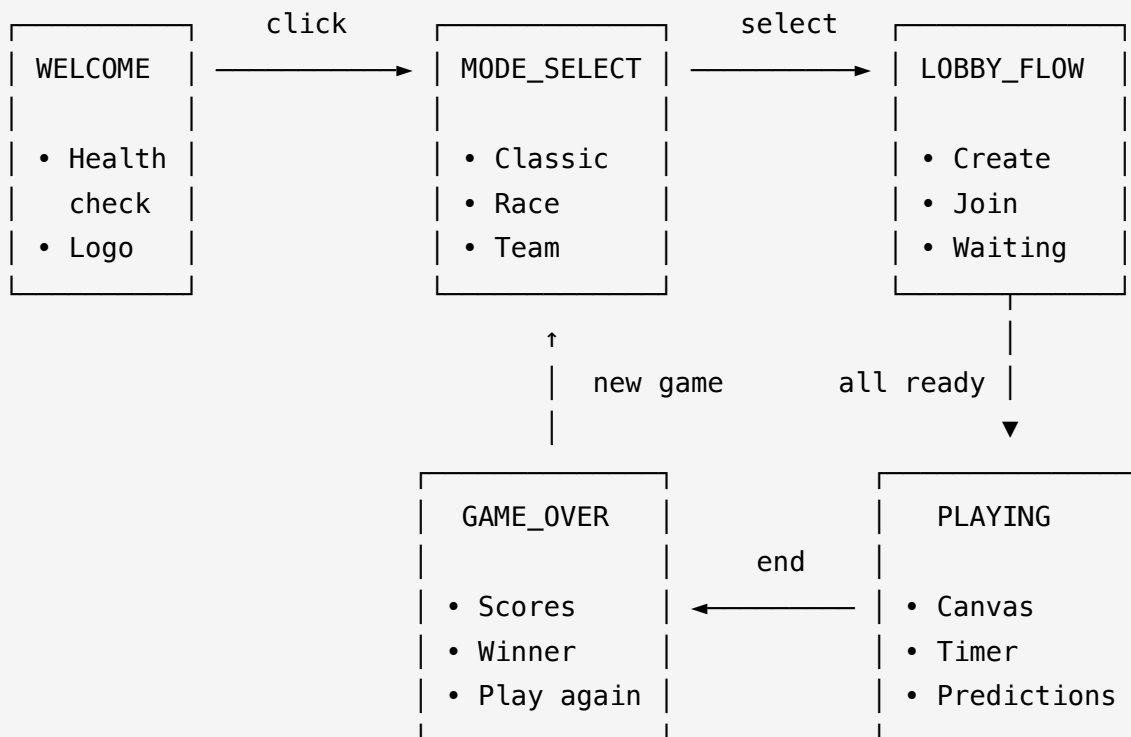 click
select
WELCOME
MODE_SELECT
LOBBY_FLOW
• Health
check
• Logo
• Classic
• Race
• Team
• Create
• Join
• Waiting
new game
all ready
GAME_OVER
PLAYING
end
• Scores
• Winner
• Play again
• Canvas
• Timer
• Predictions